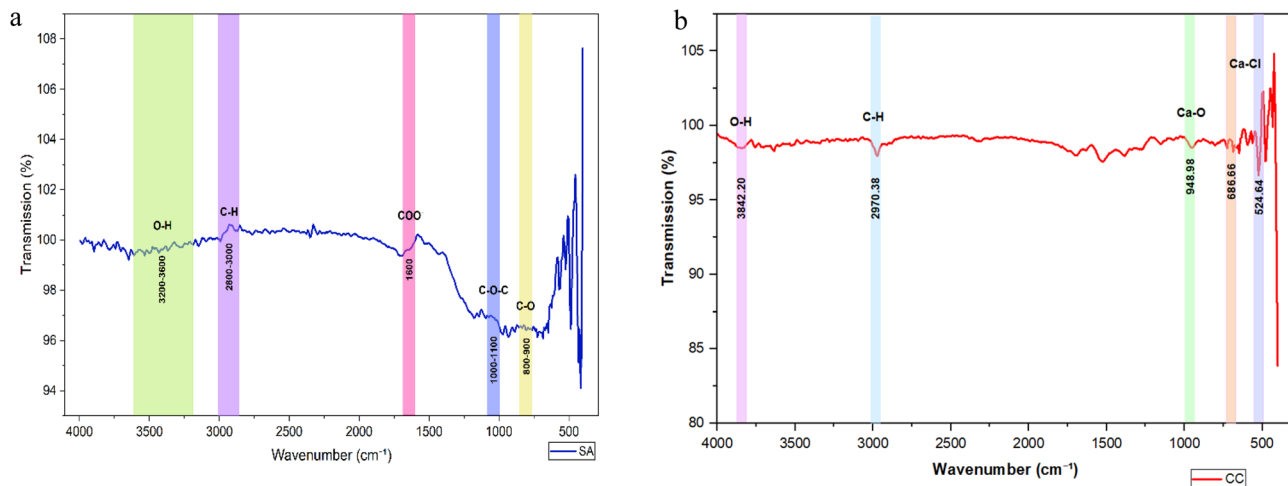 a
108
106
104
102
100
98
96
94
Transmission (%)
O-H
3200-3600
C-H
2800-3000
COO
1600
C-O-C
1000-1100
C-O
800-900
4000 3500 3000 2500 2000 1500 1000 500
Wavenumber (cm⁻¹)
SA
b
105
100
95
90
85
80
Transmission (%)
O-H
3842.20
C-H
2970.38
Ca-O
948.98
Ca-Cl
686.66
524.64
4000 3500 3000 2500 2000 1500 1000 500
Wavenumber (cm⁻¹)
CC